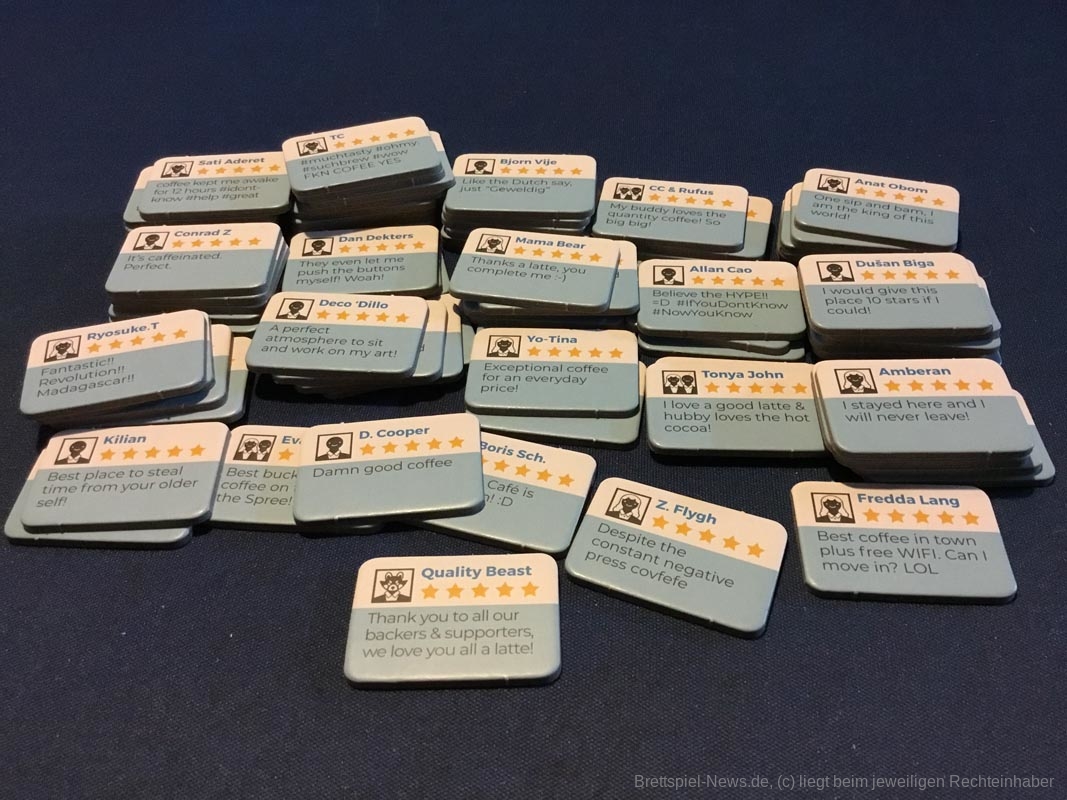 TC
#muchtasty #ohmy
#suchbrew #wow
FKN COFEE YES
Sati Aderet
coffee kept me awake
for 12 hours #idont-
know #help #great
Bjorn Vije
Like the Dutch say,
just "Geweldig"
CC & Rufus
My buddy loves the
quantity coffee! So
big big!
Anat Obom
One sip and bam, I
am the king of this
world!
Conrad Z
It's caffeinated.
Perfect.
Dan Dekters
They even let me
push the buttons
myself! Woah!
Mama Bear
Thanks a latte, you
complete me :-)
Allan Cao
Believe the HYPE!!
=D #IfYouDontKnow
#NowYouKnow
Dušan Biga
I would give this
place 10 stars if I
could!
Ryosuke.T
Fantastic!!
Revolution!!
Madagascar!!
Deco 'Dillo
A perfect
atmosphere to sit
and work on my art!
Yo-Tina
Exceptional coffee
for an everyday
price!
Tonya John
I love a good latte &
hubby loves the hot
cocoa!
Amberan
I stayed here and I
will never leave!
Kilian
Best place to steal
time from your older
self!
Best buck
coffee on
the Spree!
D. Cooper
Damn good coffee
Boris Sch.
Café is
! :D
Z. Flygh
Despite the
constant negative
press covfefe
Fredda Lang
Best coffee in town
plus free WIFI. Can I
move in? LOL
Quality Beast
Thank you to all our
backers & supporters,
we love you all a latte!
Brettspiel-News.de, (c) liegt beim jeweiligen Rechteinhaber